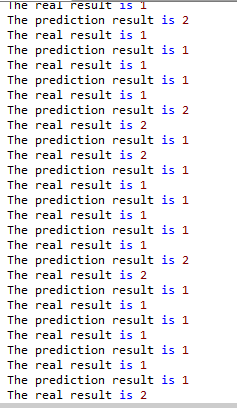 The real result is 1
The prediction result is 2
The real result is 1
The prediction result is 1
The real result is 1
The prediction result is 1
The real result is 1
The prediction result is 2
The real result is 2
The prediction result is 1
The real result is 2
The prediction result is 1
The real result is 1
The prediction result is 1
The real result is 1
The prediction result is 1
The real result is 1
The prediction result is 2
The real result is 2
The prediction result is 1
The real result is 1
The prediction result is 1
The real result is 1
The prediction result is 1
The real result is 1
The prediction result is 1
The real result is 2